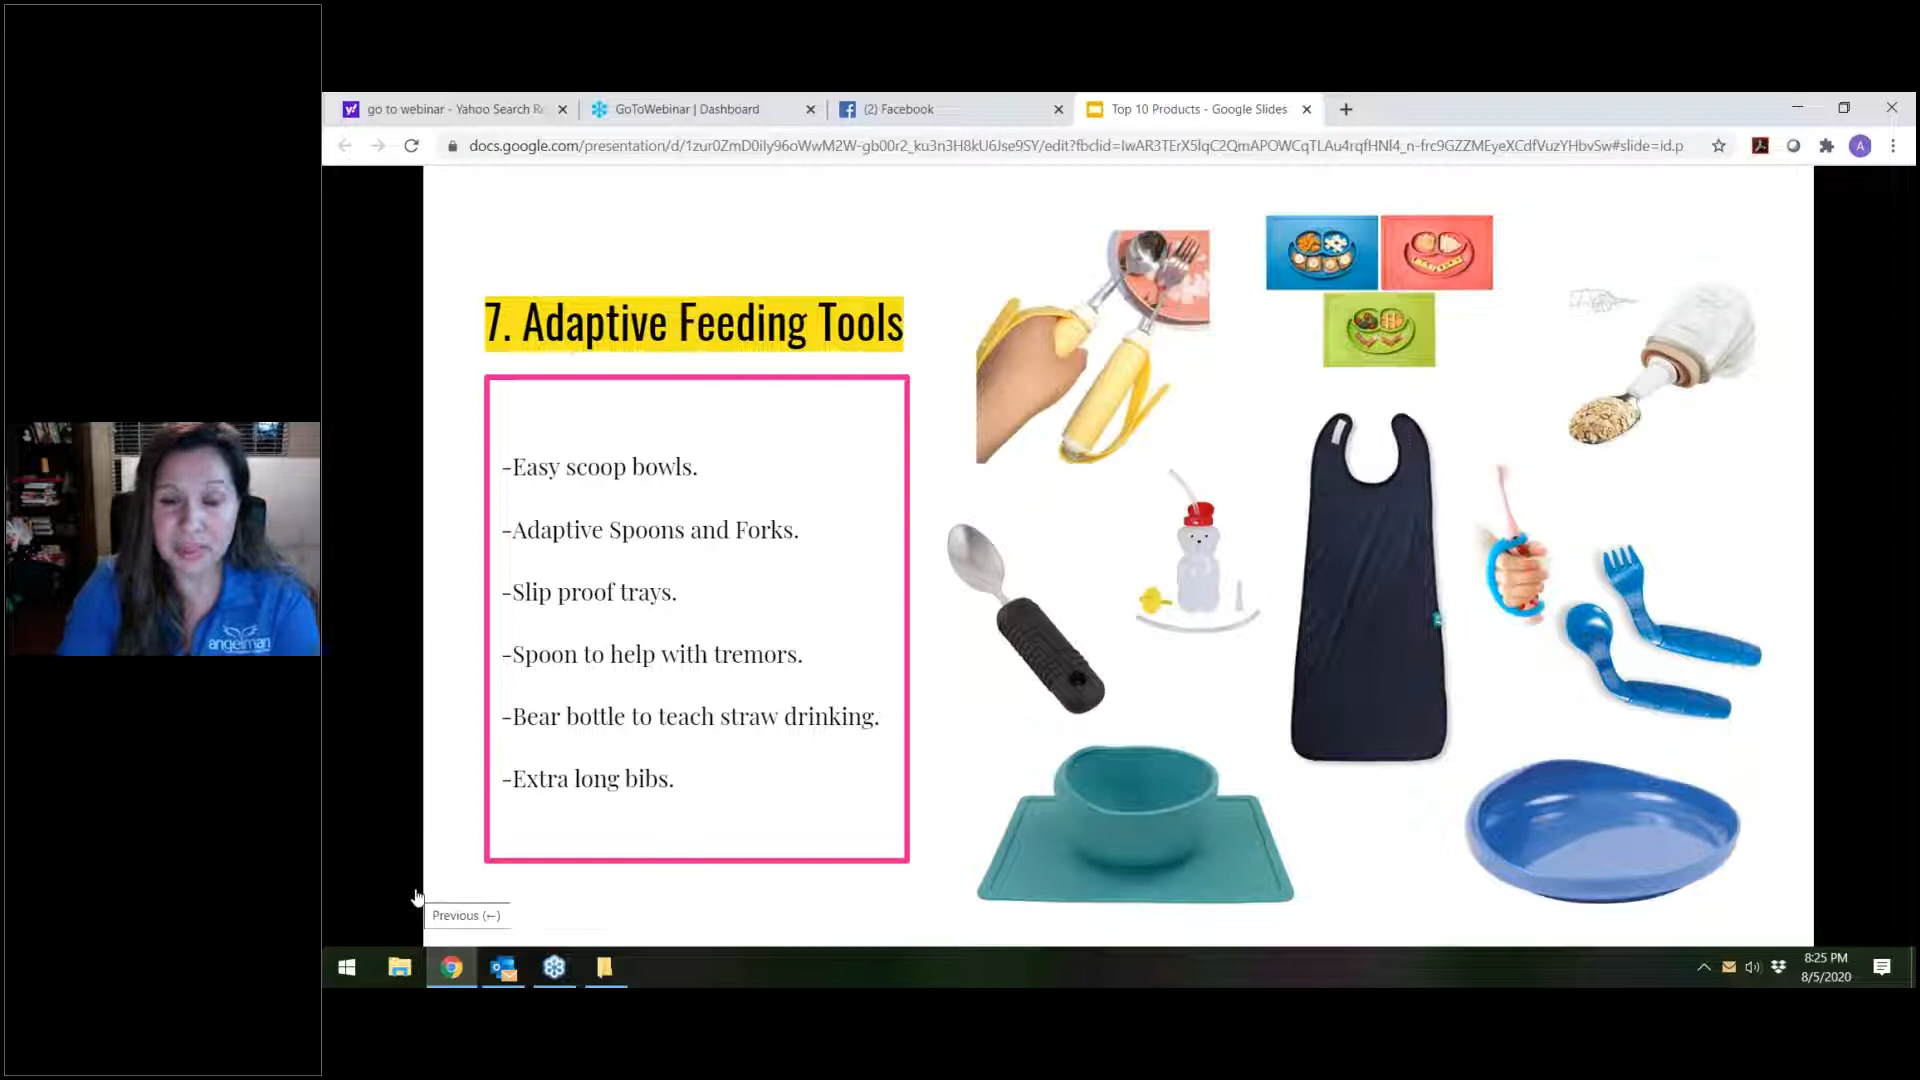 go to webinar - Yahoo Search Re
GoToWebinar | Dashboard
(2) Facebook
Top 10 Products - Google Slides
docs.google.com/presentation/d/1zur0ZmD0ily96oWwM2W-gb00r2_ku3n3H8kU6Jse9SY/edit?fbclid=IwAR3TErX5lqC2QmAPOWCqTLAu4rqfHNl4_n-frc9GZZMEyeXCdfVuzYHbvSw#slide=id.p
A
7. Adaptive Feeding Tools
-Easy scoop bowls.
-Adaptive Spoons and Forks.
-Slip proof trays.
-Spoon to help with tremors.
-Bear bottle to teach straw drinking.
-Extra long bibs.
angelman
Previous (←)
8:25 PM
8/5/2020